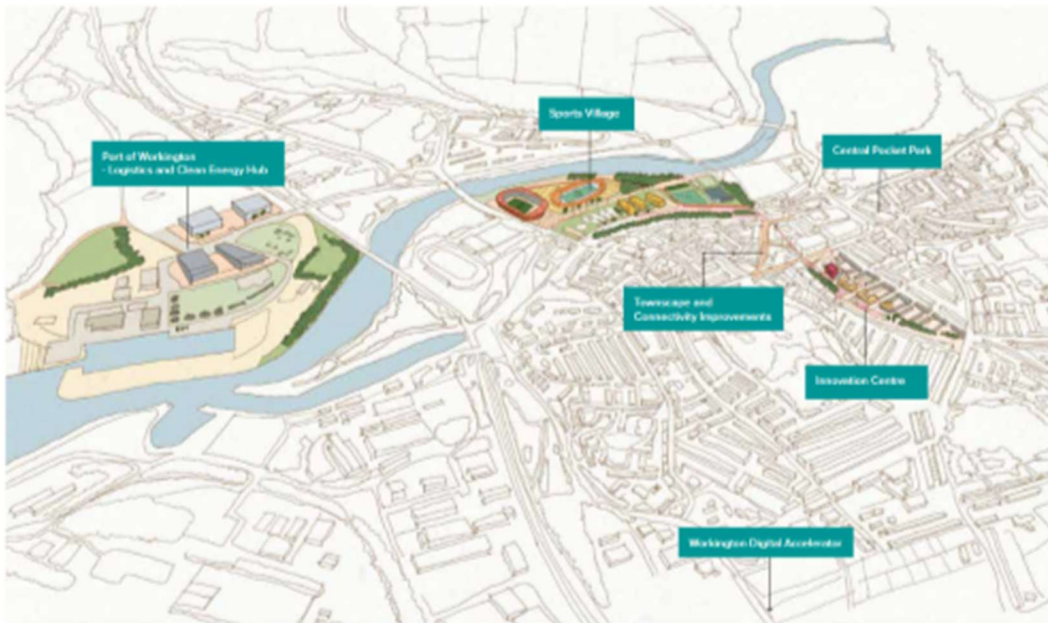 Sports Village
Port of Workington
- Logistics and Clean Energy Hub
Central Pocket Park
Townscape and
Connectivity Improvements
Innovation Centre
Workington Digital Accelerator